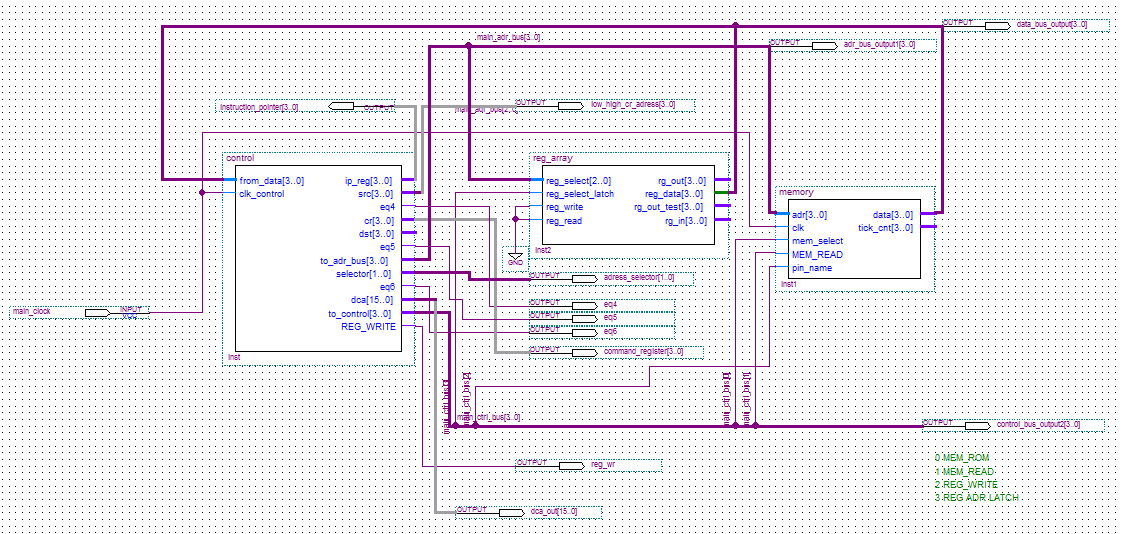 OUTPUT
data_bus_output[3..0]
main_adr_bus[3..0]
OUTPUT
adr_bus_output1[3..0]
instruction_pointer[3..0]
OUTPUT
main_adr_bus[2..0]
OUTPUT
low_high_cr_adress[3..0]
control
from_data[3..0]
clk_control
ip_reg[3..0]
src[3..0]
eq4
cr[3..0]
dst[3..0]
eq5
to_adr_bus[3..0]
selector[1..0]
eq6
dca[15..0]
to_control[3..0]
REG_WRITE
inst
reg_array
reg_select[2..0]
reg_select_latch
reg_write
reg_read
rg_out[3..0]
reg_data[3..0]
rg_out_test[3..0]
rg_in[3..0]
inst2
GND
memory
adr[3..0]
clk
mem_select
MEM_READ
pin_name
data[3..0]
tick_cnt[3..0]
inst1
OUTPUT
adress_selector[1..0]
OUTPUT
eq4
OUTPUT
eq5
OUTPUT
eq6
OUTPUT
command_register[3..0]
main_clock
INPUT
VCC
main_ctrl_bus[3..0]
OUTPUT
control_bus_output2[3..0]
OUTPUT
reg_wr
OUTPUT
dca_out[15..0]
0 MEM_ROM
1 MEM_READ
2 REG_WRITE
3 REG ADR LATCH